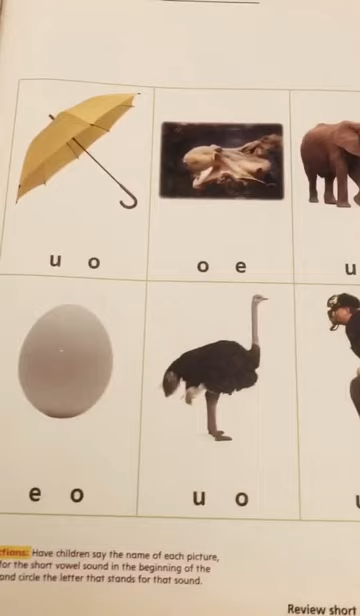 u o
o e
u
e o
u o
ctions: Have children say the name of each picture,
for the short vowel sound in the beginning of the
and circle the letter that stands for that sound.
Review short